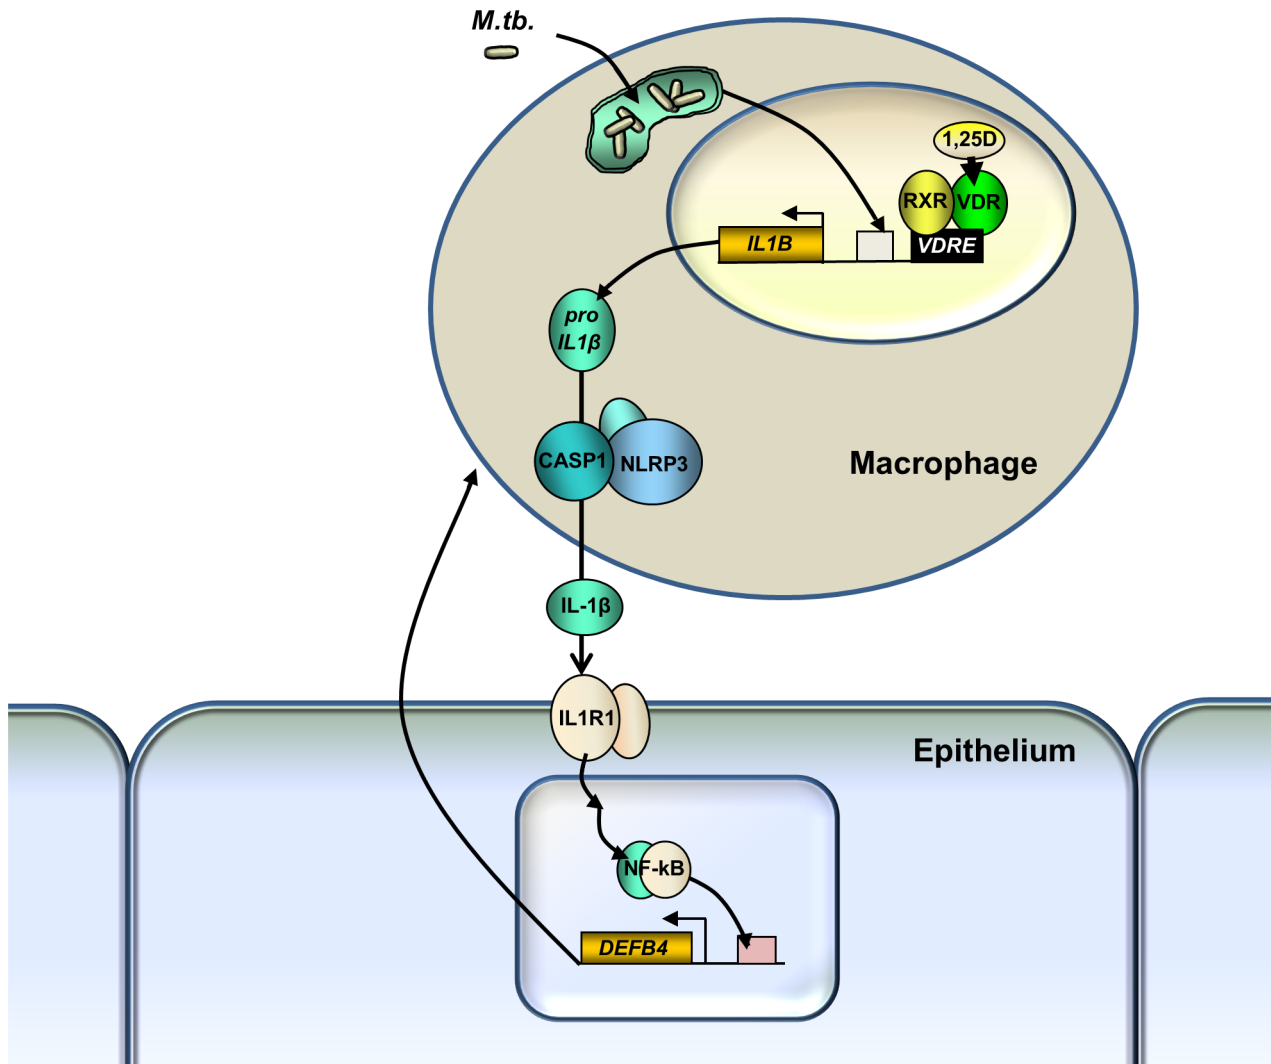 M.tb.
1,25D
RXR
VDR
IL1B
VDRE
pro
IL1β
CASP1
NLRP3
Macrophage
IL-1β
IL1R1
Epithelium
NF-kB
DEFB4